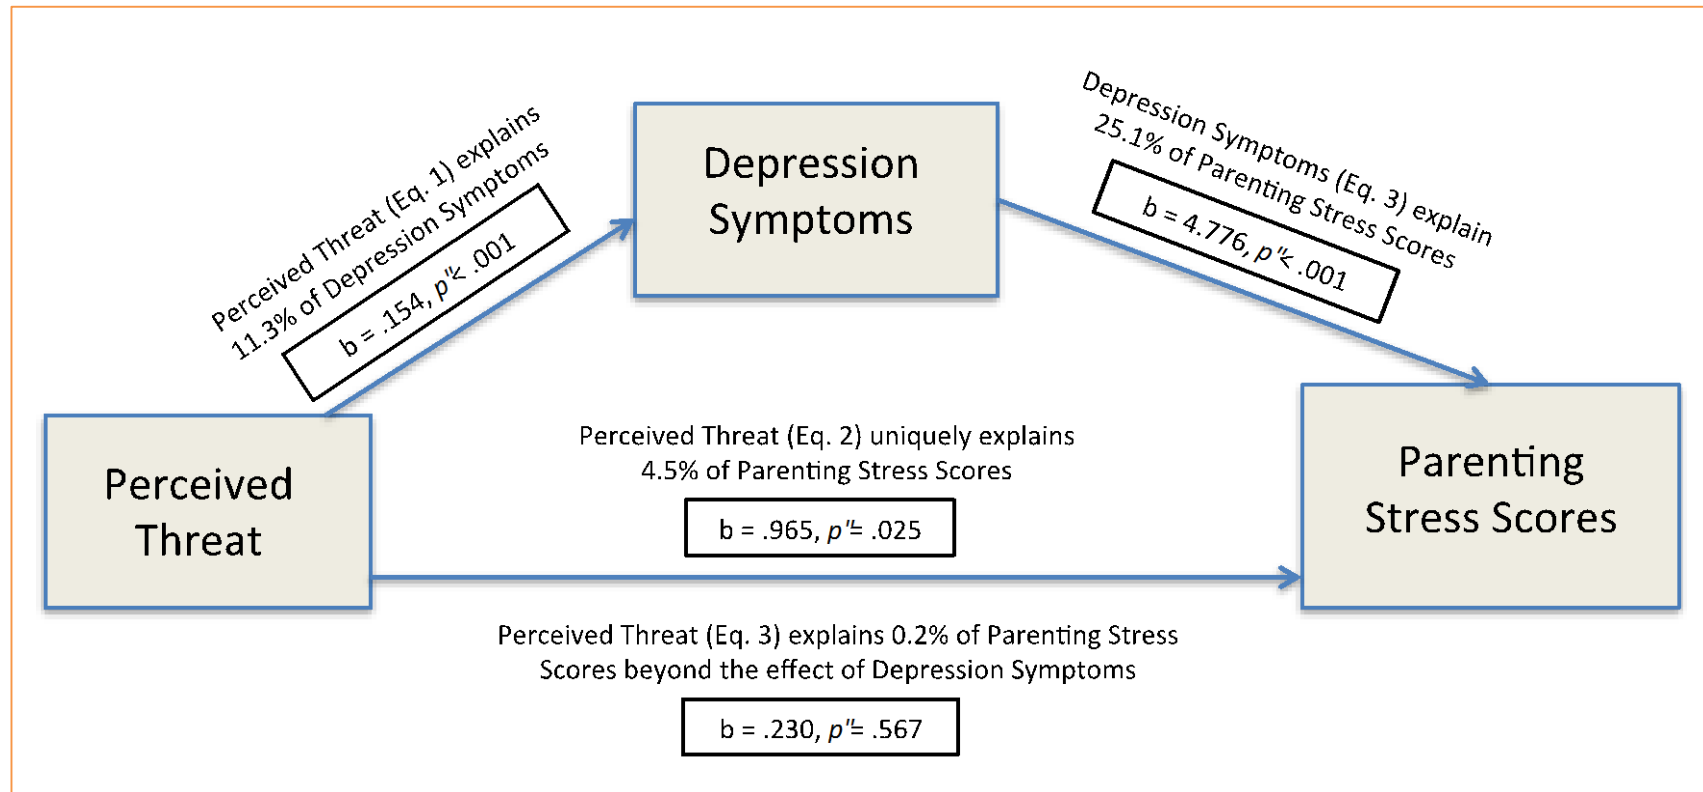 Perceived Threat (Eq. 1) explains
11.3% of Depression Symptoms
b = .154, p"< .001
Depression
Symptoms
Depression Symptoms (Eq. 3) explain
25.1% of Parenting Stress Scores
b = 4.776, p"< .001
Perceived
Threat
Perceived Threat (Eq. 2) uniquely explains
4.5% of Parenting Stress Scores
b = .965, p"= .025
Parenting
Stress Scores
Perceived Threat (Eq. 3) explains 0.2% of Parenting Stress
Scores beyond the effect of Depression Symptoms
b = .230, p"= .567